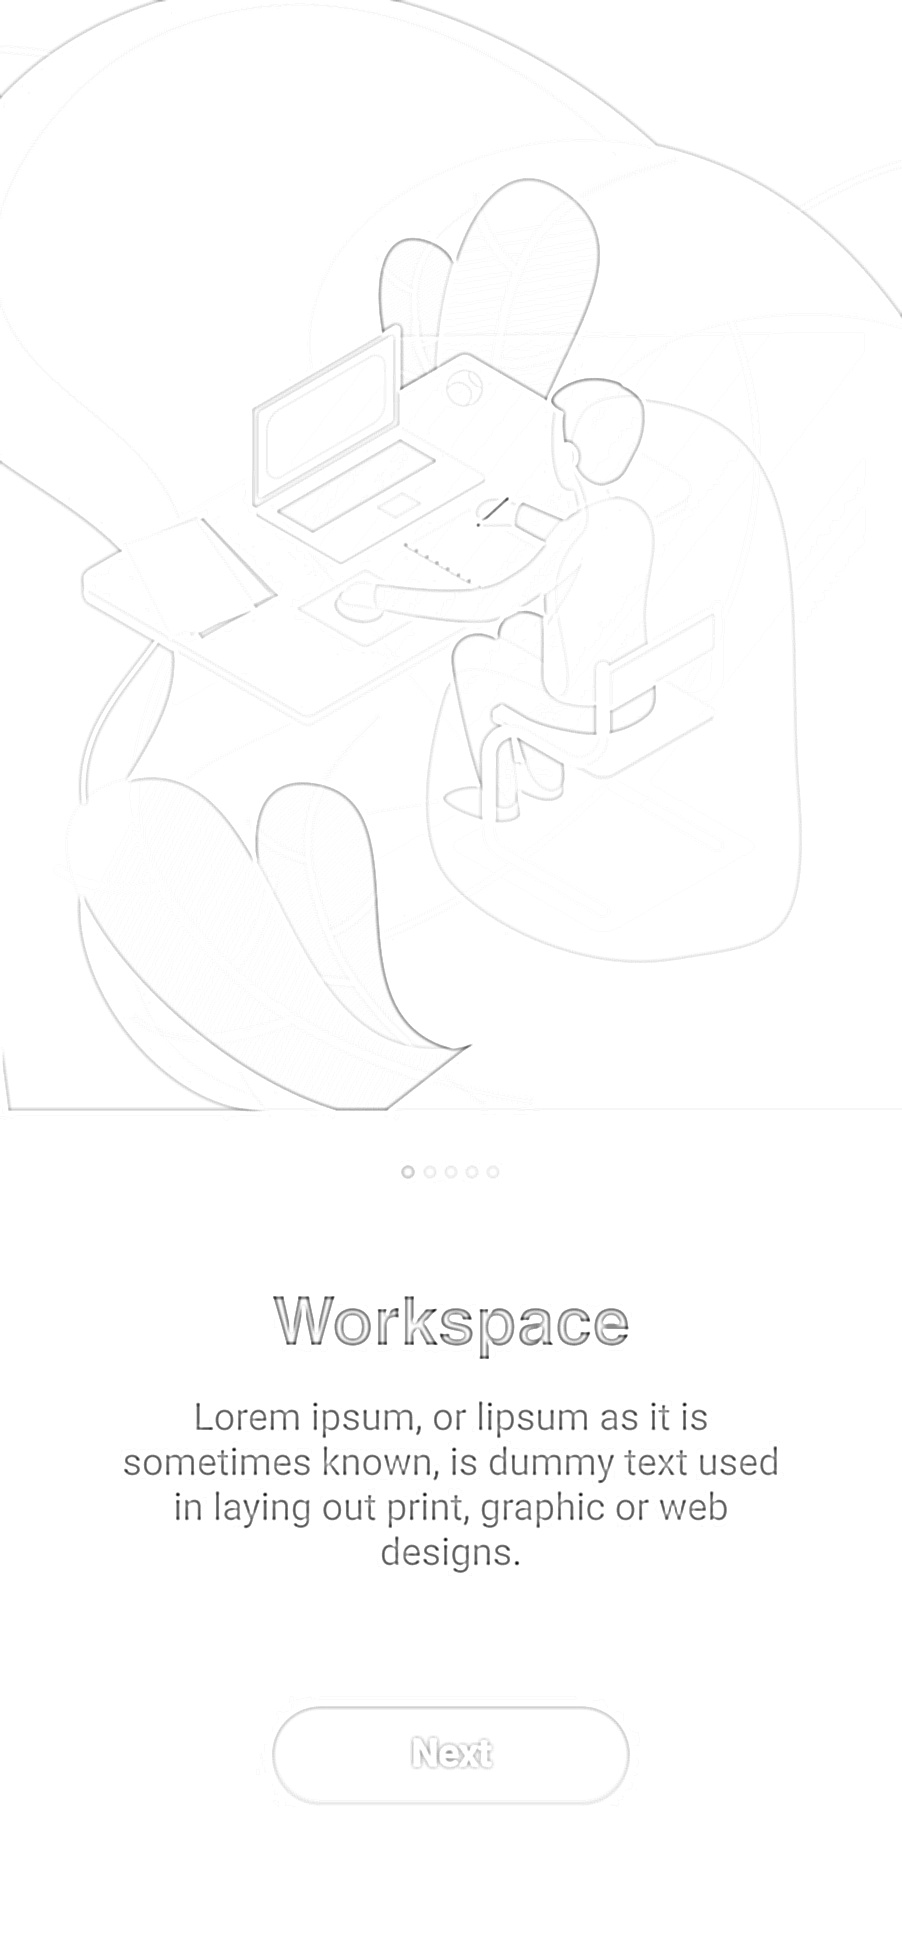 Workspace
Lorem ipsum, or lipsum as it is
sometimes known, is dummy text used
in laying out print, graphic or web
designs.
Next